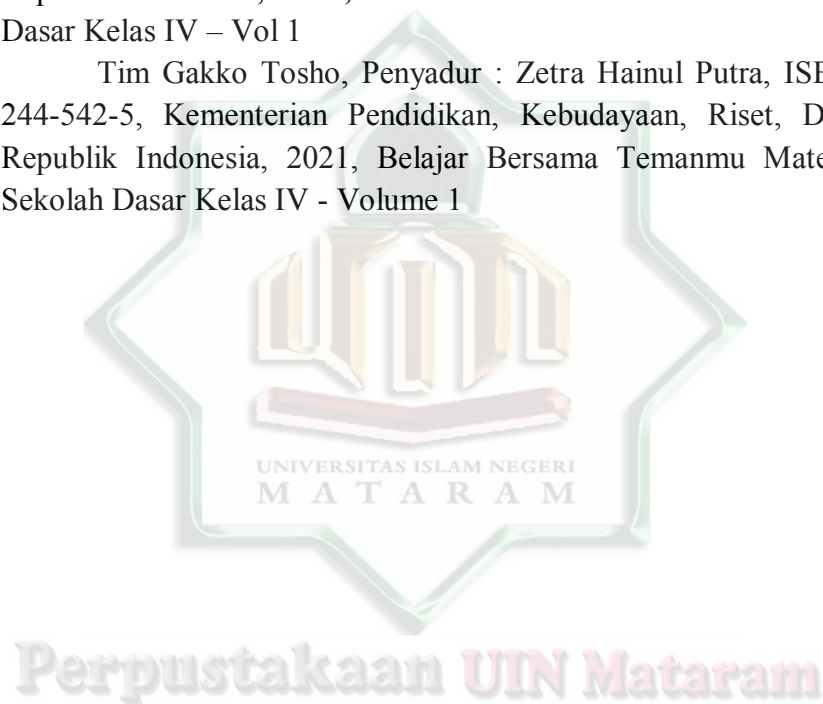 Dasar Kelas IV – Vol 1
Tim Gakko Tosho, Penyadur : Zetra Hainul Putra,
244-542-5, Kementerian Pendidikan, Kebudayaan, Riset,
Republik Indonesia, 2021, Belajar Bersama Temanmu
Sekolah Dasar Kelas IV - Volume 1
UNIVERSITAS ISLAM NEGERI
MATARAM
Perpustakaan UIN Mataram